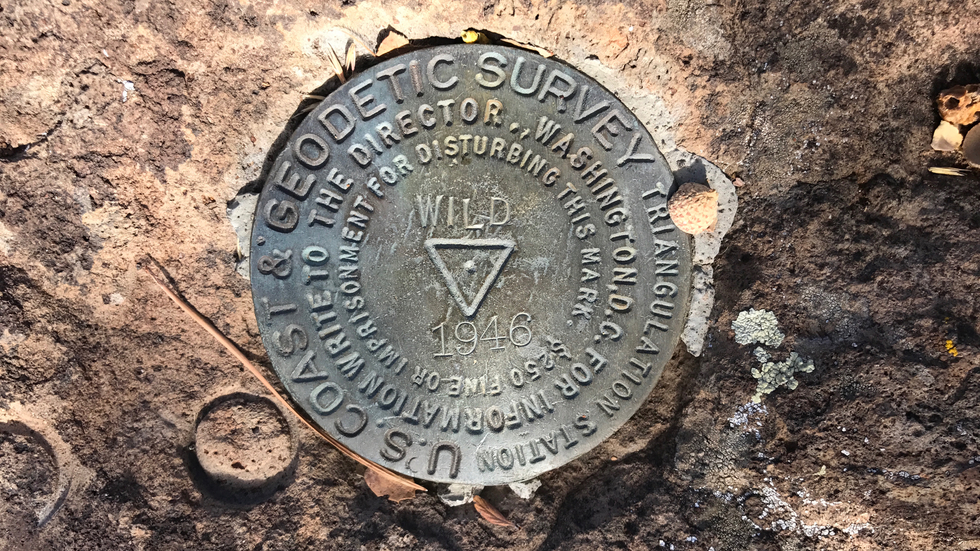 U.S. COAST & GEODETIC SURVEY
TRIANGULATION STATION
FOR INFORMATION WRITE TO THE DIRECTOR, WASHINGTON, D.C.
$250 FINE OR IMPRISONMENT FOR DISTURBING THIS MARK.
WILD
1946